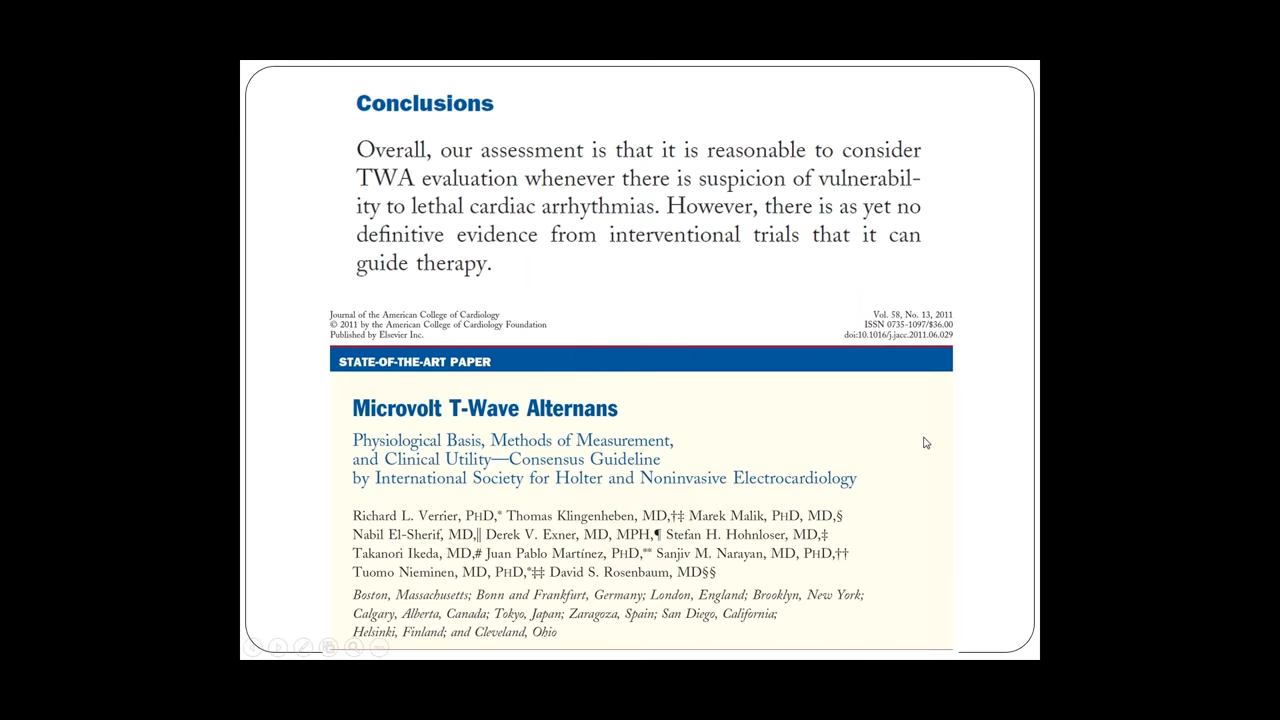 Conclusions
Overall, our assessment is that it is reasonable to consider
TWA evaluation whenever there is suspicion of vulnerabil-
ity to lethal cardiac arrhythmias. However, there is as yet no
definitive evidence from interventional trials that it can
guide therapy.
Journal of the American College of Cardiology
© 2011 by the American College of Cardiology Foundation
Published by Elsevier Inc.
Vol. 58, No. 13, 2011
ISSN 0735-1097/$36.00
doi:10.1016/j.jacc.2011.06.029
STATE-OF-THE-ART PAPER
Microvolt T-Wave Alternans
Physiological Basis, Methods of Measurement,
and Clinical Utility—Consensus Guideline
by International Society for Holter and Noninvasive Electrocardiology
Richard L. Verrier, PHD,* Thomas Klingenheben, MD,†‡ Marek Malik, PHD, MD,§
Nabil El-Sherif, MD,∥ Derek V. Exner, MD, MPH,¶ Stefan H. Hohnloser, MD,‡
Takanori Ikeda, MD,# Juan Pablo Martínez, PHD,** Sanjiv M. Narayan, MD, PHD,††
Tuomo Nieminen, MD, PHD,*‡‡ David S. Rosenbaum, MD§§
Boston, Massachusetts; Bonn and Frankfurt, Germany; London, England; Brooklyn, New York;
Calgary, Alberta, Canada; Tokyo, Japan; Zaragoza, Spain; San Diego, California;
Helsinki, Finland; and Cleveland, Ohio